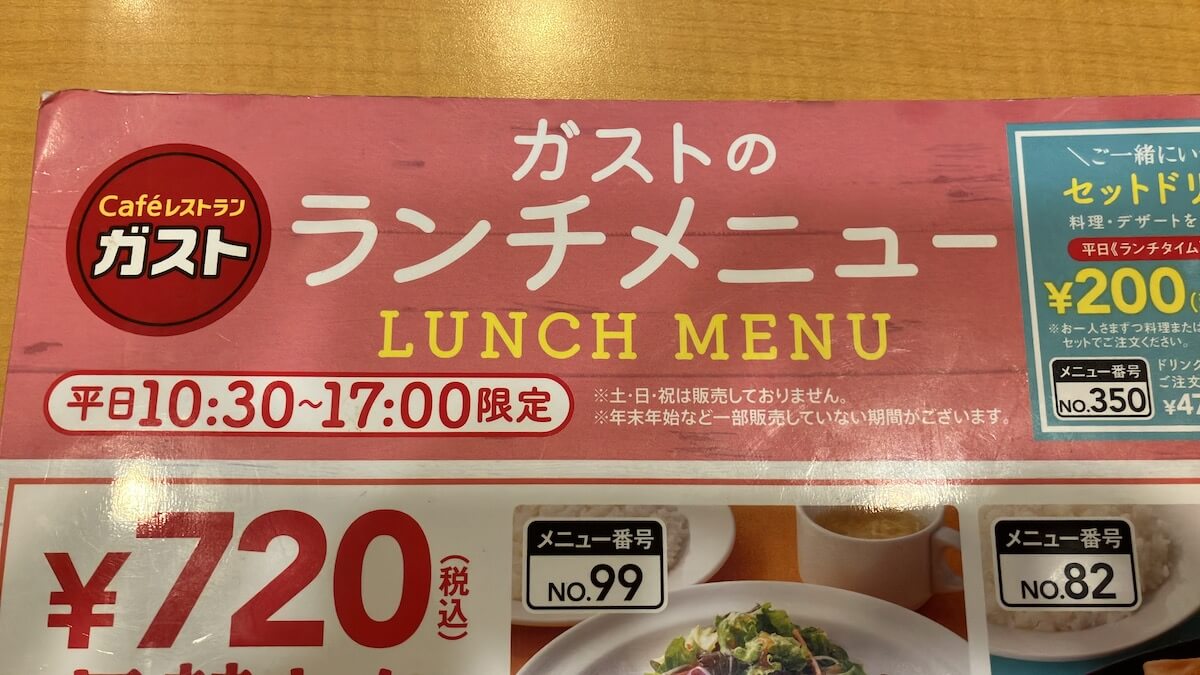 Caféレストラン
ガスト
ガストの
ランチメニュー
LUNCH MENU
平日10:30~17:00限定
※土・日・祝は販売しておりません。
※年末年始など一部販売していない期間がございます。
＼ご一緒にい
セットドリ
料理・デザートを
平日《ランチタイム
¥200
※お一人さまずつ料理または
セットでご注文ください。
メニュー番号
NO.350
ドリンク
ご注文
¥47
¥720(税込)
メニュー番号
NO.99
メニュー番号
NO.82